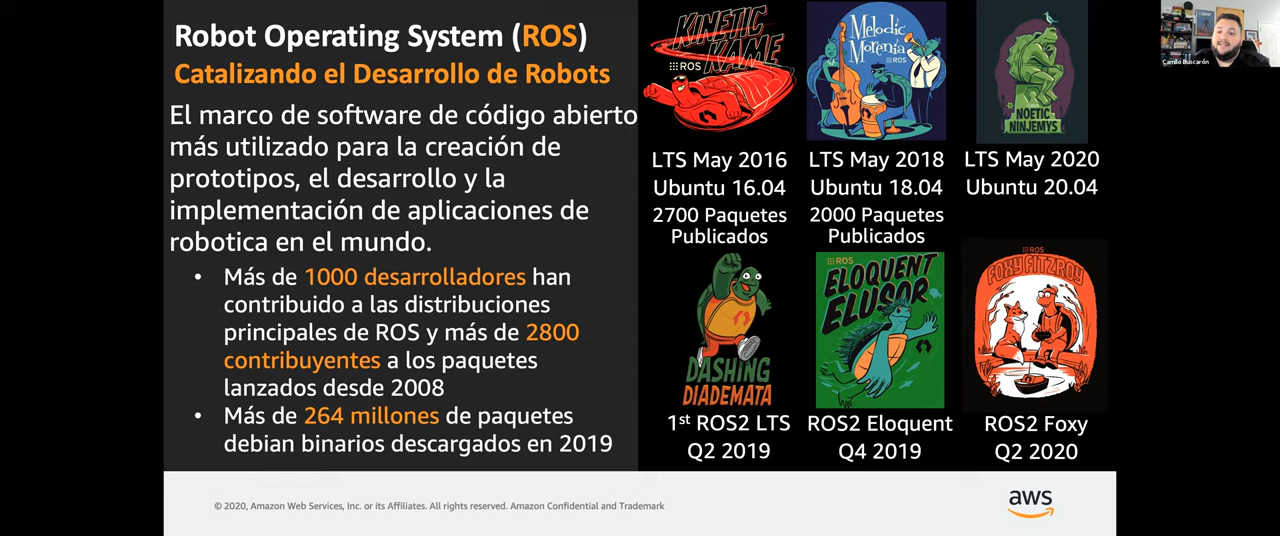 Robot Operating System (ROS)
Catalizando el Desarrollo de Robots
El marco de software de código abierto
más utilizado para la creación de
prototipos, el desarrollo y la
implementación de aplicaciones de
robotica en el mundo.
• Más de 1000 desarrolladores han
contribuido a las distribuciones
principales de ROS y más de 2800
contribuyentes a los paquetes
lanzados desde 2008
• Más de 264 millones de paquetes
debian binarios descargados en 2019
KINETIC
KAME
ROS
LTS May 2016
Ubuntu 16.04
2700 Paquetes
Publicados
Melodic
Morenia
ROS
LTS May 2018
Ubuntu 18.04
2000 Paquetes
Publicados
NOETIC
NINJEMYS
LTS May 2020
Ubuntu 20.04
DASHING
DIADEMATA
1st ROS2 LTS
Q2 2019
ROS
ELOQUENT
ELUSOR
ROS2 Eloquent
Q4 2019
ROS
FOXY FITZROY
ROS2 Foxy
Q2 2020
Camilo Buscarón
© 2020, Amazon Web Services, Inc. or its Affiliates. All rights reserved. Amazon Confidential and Trademark
aws